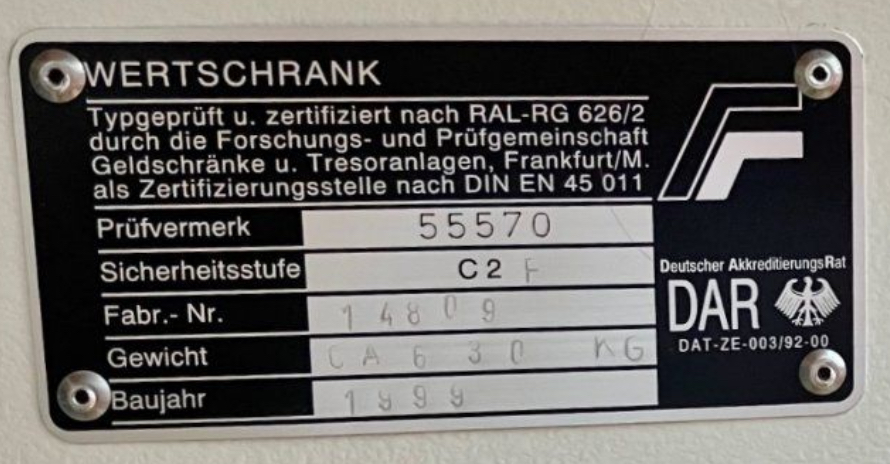 WERTSCHRANK
Typgeprüft u. zertifiziert nach RAL-RG 626/2
durch die Forschungs- und Prüfgemeinschaft
Geldschränke u. Tresoranlagen, Frankfurt/M.
als Zertifizierungsstelle nach DIN EN 45 011
Prüfvermerk 55570
Sicherheitsstufe C2 F
Fabr.- Nr. 14809
Gewicht CA 630 KG
Baujahr 1999
Deutscher AkkreditierungsRat
DAR
DAT-ZE-003/92-00